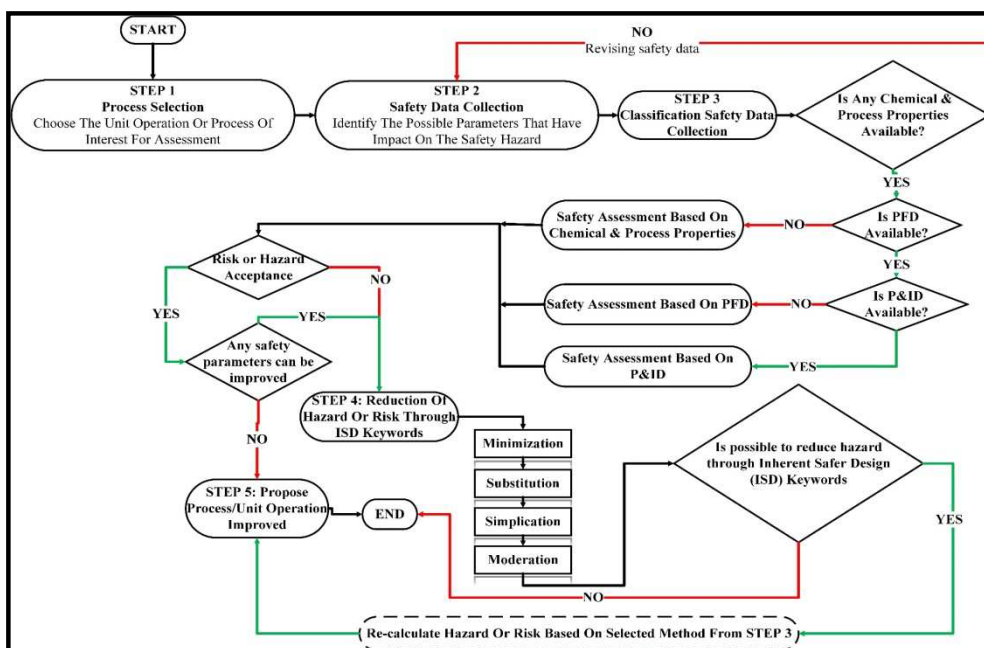 START
NO
Revising safety data
STEP 1
Process Selection
Choose The Unit Operation Or Process Of
Interest For Assessment
STEP 2
Safety Data Collection
Identify The Possible Parameters That Have
Impact On The Safety Hazard
STEP 3
Classification Safety Data
Collection
Is Any Chemical &
Process Properties
Available?
YES
Safety Assessment Based On
Chemical & Process Properties
NO
Is PFD
Available?
YES
Risk or Hazard
Acceptance
NO
YES
Safety Assessment Based On PFD
NO
Is P&ID
Available?
YES
Any safety
parameters can be
improved
YES
Safety Assessment Based On
P&ID
YES
NO
STEP 4: Reduction Of
Hazard Or Risk Through
ISD Keywords
Minimization
Substitution
Simplication
Moderation
Is possible to reduce hazard
through Inherent Safer Design
(ISD) Keywords
YES
NO
STEP 5: Propose
Process/Unit Operation
Improved
END
Re-calculate Hazard Or Risk Based On Selected Method From STEP 3